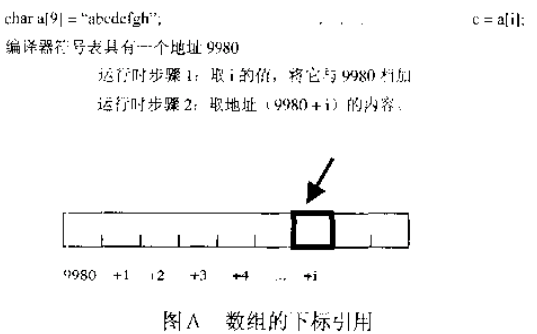 char a[9] = "abcdefgh"; . . . c = a[i];
编译器符号表具有一个地址 9980
运行时步骤 1：取 i 的值，将它与 9980 相加
运行时步骤 2：取地址（9980 + i）的内容。
9980 +1 +2 +3 +4 ... +i
图 A 数组的下标引用